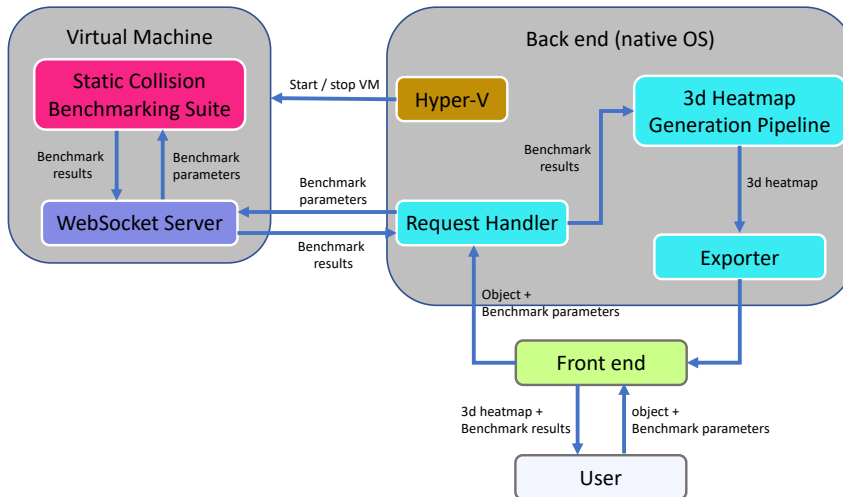 Virtual Machine
Back end (native OS)
Static Collision
Benchmarking Suite
Start / stop VM
Hyper-V
3d Heatmap
Generation Pipeline
Benchmark
results
Benchmark
parameters
Benchmark
results
3d heatmap
Benchmark
parameters
WebSocket Server
Request Handler
Benchmark
results
Exporter
Object +
Benchmark parameters
Front end
3d heatmap +
Benchmark results
object +
Benchmark parameters
User